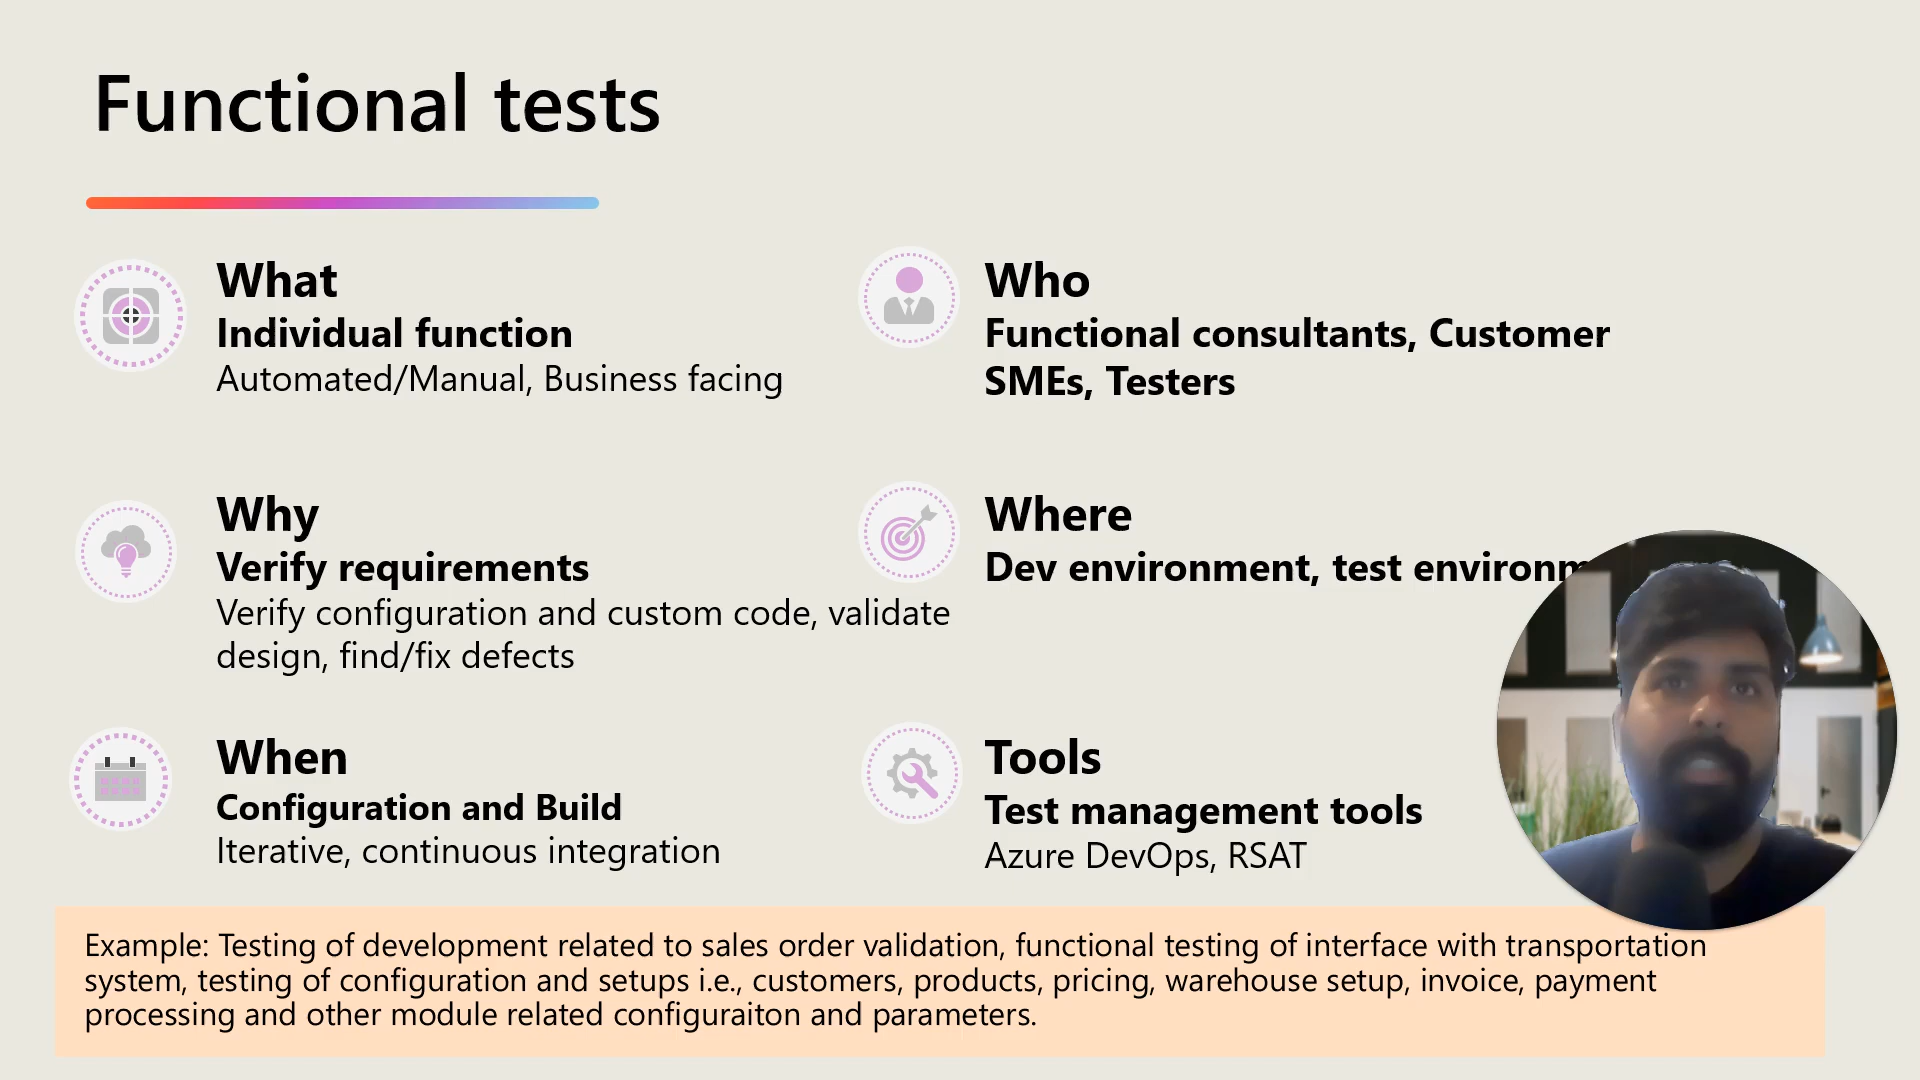 Functional tests
What
Individual function
Automated/Manual, Business facing
Who
Functional consultants, Customer
SMEs, Testers
Why
Verify requirements
Verify configuration and custom code, validate
design, find/fix defects
Where
Dev environment, test
When
Configuration and Build
Iterative, continuous integration
Tools
Test management tools
Azure DevOps, RSAT
Example: Testing of development related to sales order validation, functional testing of interface with transportation
system, testing of configuration and setups i.e., customers, products, pricing, warehouse setup, invoice, payment
processing and other module related configuraiton and parameters.